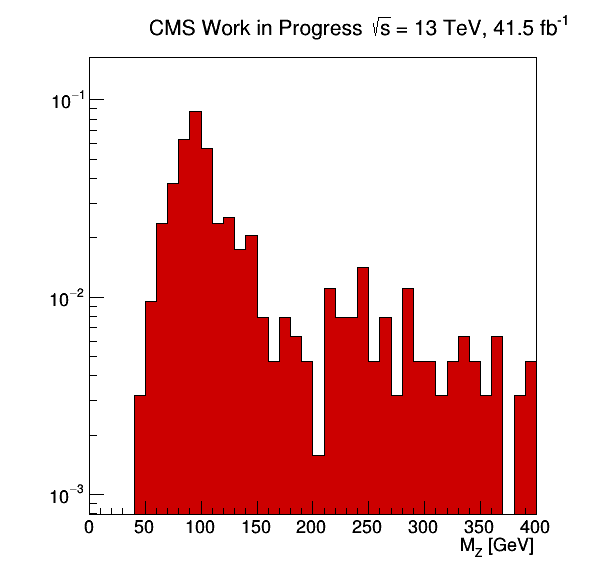 CMS Work in Progress √s = 13 TeV, 41.5 fb⁻¹
10⁻¹
10⁻²
10⁻³
0 50 100 150 200 250 300 350 400
M_Z [GeV]